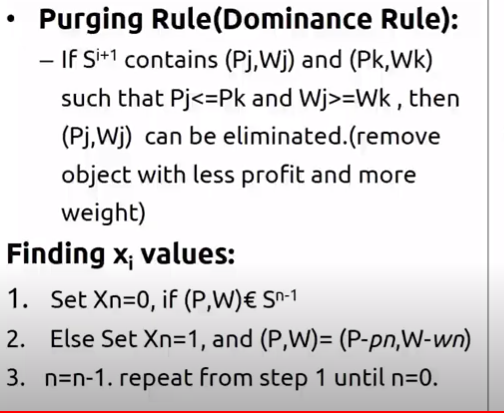 • Purging Rule(Dominance Rule):
– If Sⁱ⁺¹ contains (Pj,Wj) and (Pk,Wk)
such that Pj<=Pk and Wj>=Wk , then
(Pj,Wj) can be eliminated.(remove
object with less profit and more
weight)
Finding xᵢ values:
1. Set Xn=0, if (P,W)€ Sⁿ⁻¹
2. Else Set Xn=1, and (P,W)= (P-pn,W-wn)
3. n=n-1. repeat from step 1 until n=0.